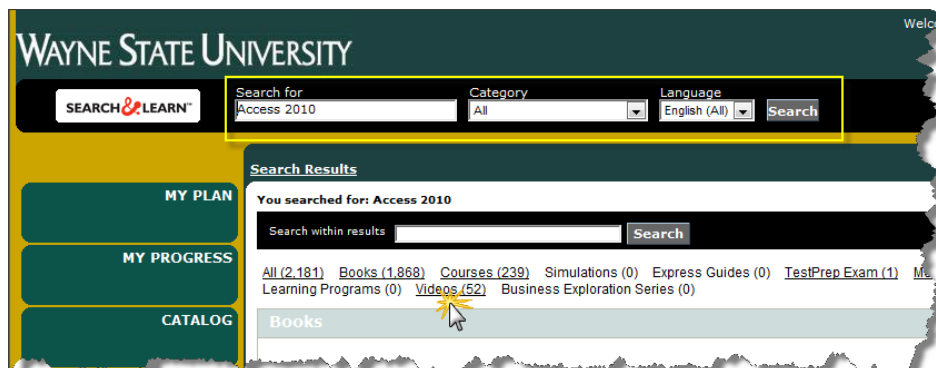 Welco
WAYNE STATE UNIVERSITY
Search for Category Language
SEARCH & LEARN™ Access 2010 All English (All) Search
Search Results
MY PLAN
You searched for: Access 2010
Search within results Search
MY PROGRESS
All (2,181) Books (1,868) Courses (239) Simulations (0) Express Guides (0) TestPrep Exam (1)
Learning Programs (0) Videos (52) Business Exploration Series (0)
CATALOG
Books